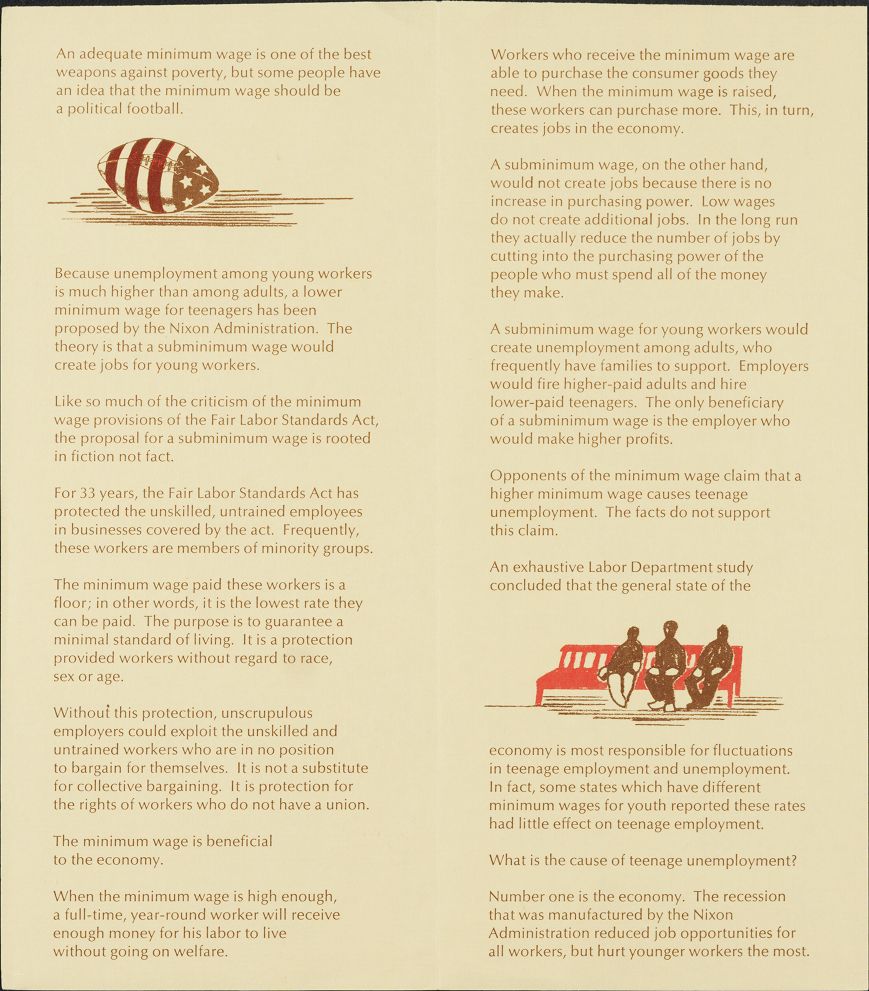 An adequate minimum wage is one of the best
weapons against poverty, but some people have
an idea that the minimum wage should be
a political football.
Because unemployment among young workers
is much higher than among adults, a lower
minimum wage for teenagers has been
proposed by the Nixon Administration. The
theory is that a subminimum wage would
create jobs for young workers.
Like so much of the criticism of the minimum
wage provisions of the Fair Labor Standards Act,
the proposal for a subminimum wage is rooted
in fiction not fact.
For 33 years, the Fair Labor Standards Act has
protected the unskilled, untrained employees
in businesses covered by the act. Frequently,
these workers are members of minority groups.
The minimum wage paid these workers is a
floor; in other words, it is the lowest rate they
can be paid. The purpose is to guarantee a
minimal standard of living. It is a protection
provided workers without regard to race,
sex or age.
Without this protection, unscrupulous
employers could exploit the unskilled and
untrained workers who are in no position
to bargain for themselves. It is not a substitute
for collective bargaining. It is protection for
the rights of workers who do not have a union.
The minimum wage is beneficial
to the economy.
When the minimum wage is high enough,
a full-time, year-round worker will receive
enough money for his labor to live
without going on welfare.
Workers who receive the minimum wage are
able to purchase the consumer goods they
need. When the minimum wage is raised,
these workers can purchase more. This, in turn,
creates jobs in the economy.
A subminimum wage, on the other hand,
would not create jobs because there is no
increase in purchasing power. Low wages
do not create additional jobs. In the long run
they actually reduce the number of jobs by
cutting into the purchasing power of the
people who must spend all of the money
they make.
A subminimum wage for young workers would
create unemployment among adults, who
frequently have families to support. Employers
would fire higher-paid adults and hire
lower-paid teenagers. The only beneficiary
of a subminimum wage is the employer who
would make higher profits.
Opponents of the minimum wage claim that a
higher minimum wage causes teenage
unemployment. The facts do not support
this claim.
An exhaustive Labor Department study
concluded that the general state of the
economy is most responsible for fluctuations
in teenage employment and unemployment.
In fact, some states which have different
minimum wages for youth reported these rates
had little effect on teenage employment.
What is the cause of teenage unemployment?
Number one is the economy. The recession
that was manufactured by the Nixon
Administration reduced job opportunities for
all workers, but hurt younger workers the most.